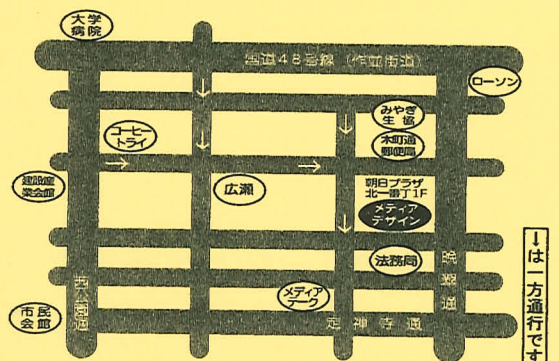 大学
病院
国道48号線（作並街道）
ローソン
みやぎ
生協
コーヒー
トライ
木町通
郵便局
建設産
業会館
広瀬
朝日プラザ
北一番丁1F
メディア
デザイン
法務局
メディア
テーク
市民
会館
定禅寺通
晩翠通
↓は一方通行です